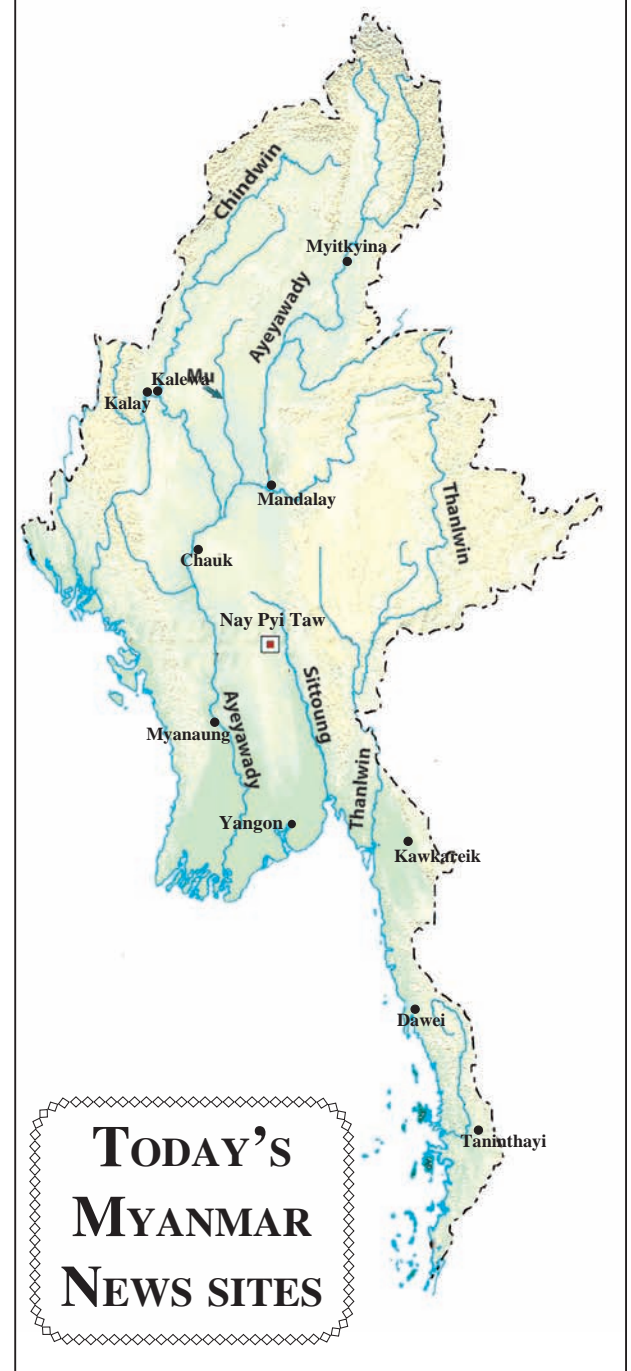 Chindwin
Myitkyina
Ayeyawady
Mu
Kalewa
Kalay
Mandalay
Thanlwin
Chauk
Nay Pyi Taw
Sittoung
Ayeyawady
Myanaung
Thanlwin
Yangon
Kawkareik
Dawei
Taninthayi
TODAY'S
MYANMAR
NEWS SITES